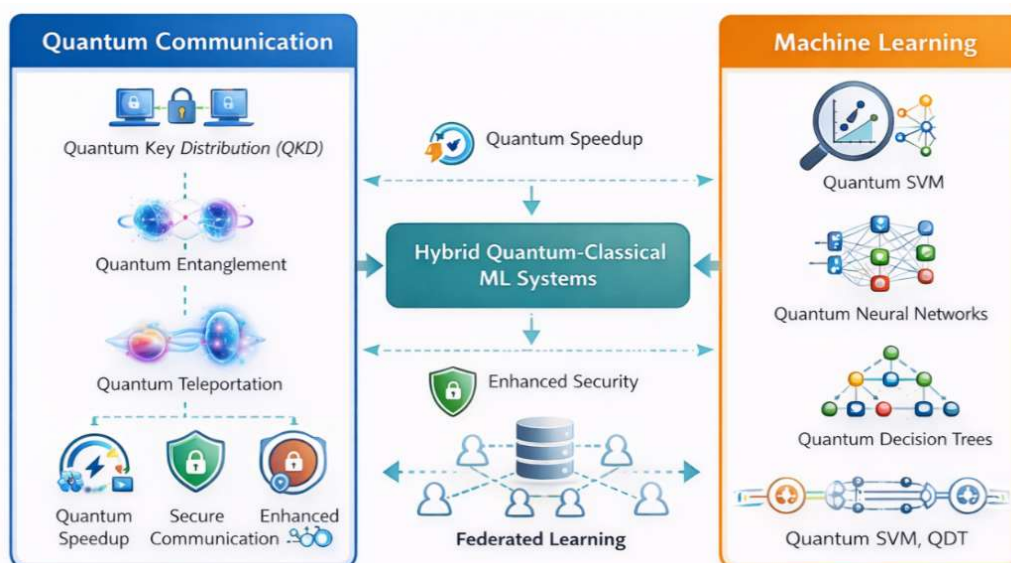 Quantum Communication
Quantum Key Distribution (QKD)
Quantum Entanglement
Quantum Teleportation
Quantum
Speedup
Secure
Communication
Enhanced
Quantum Speedup
Hybrid Quantum-Classical
ML Systems
Enhanced Security
Federated Learning
Machine Learning
Quantum SVM
Quantum Neural Networks
Quantum Decision Trees
Quantum SVM, QDT